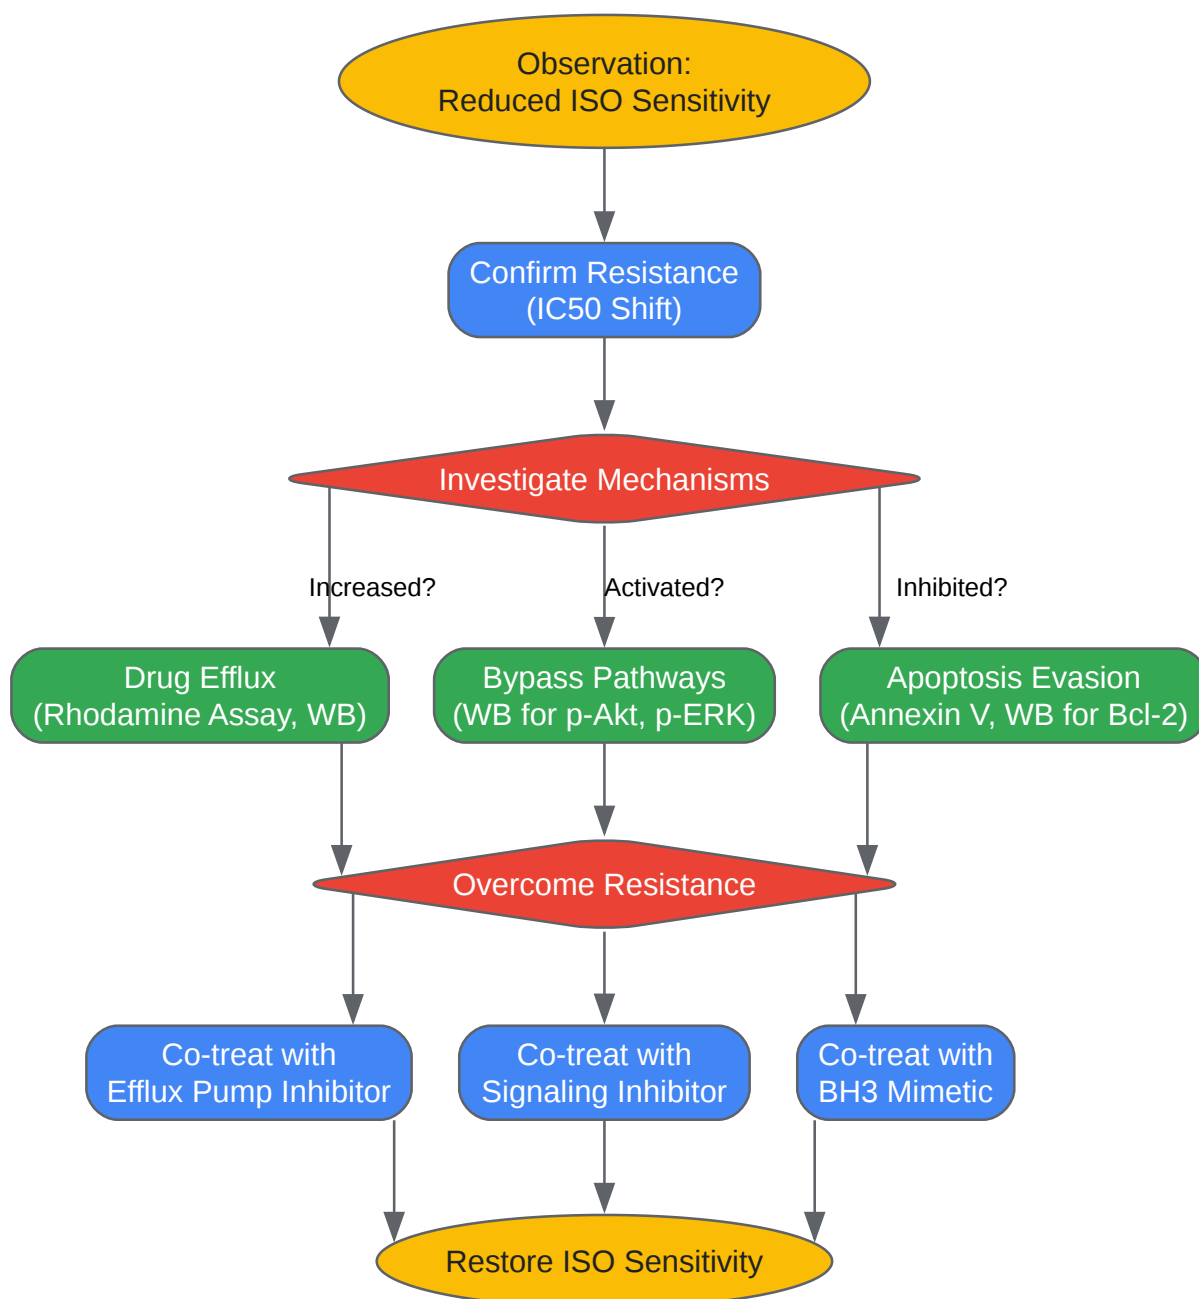 Observation:
Reduced ISO Sensitivity
Confirm Resistance
(IC50 Shift)
Investigate Mechanisms
Increased?
Activated?
Inhibited?
Drug Efflux
(Rhodamine Assay, WB)
Bypass Pathways
(WB for p-Akt, p-ERK)
Apoptosis Evasion
(Annexin V, WB for Bcl-2)
Overcome Resistance
Co-treat with
Efflux Pump Inhibitor
Co-treat with
Signaling Inhibitor
Co-treat with
BH3 Mimetic
Restore ISO Sensitivity